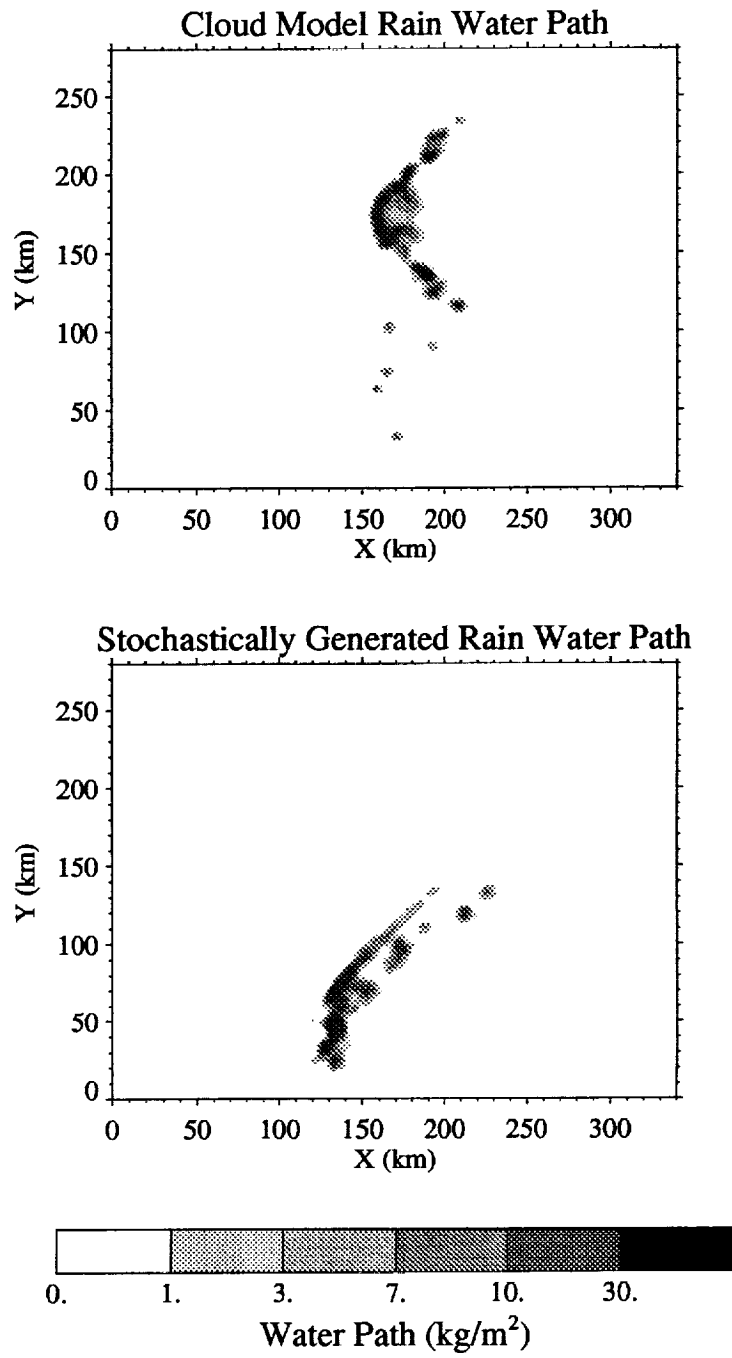 Cloud Model Rain Water Path
250
200
150
100
50
0
Y (km)
0 50 100 150 200 250 300
X (km)
Stochastically Generated Rain Water Path
250
200
150
100
50
0
Y (km)
0 50 100 150 200 250 300
X (km)
0. 1. 3. 7. 10. 30.
Water Path (kg/m²)